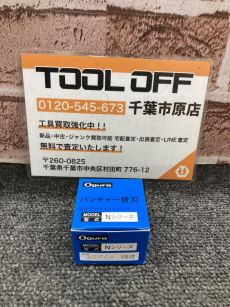 TOOL OFF
0120-545-673 千葉市原店
工具買取強化中！！
新品・中古・ジャンク買取可能 宅配査定・出張査定・LINE査定
無料で査定いたします！
〒260-0825
千葉県千葉市中央区村田町 776-12
Ogura
パンチャー替刃
MODEL 型式 Nシリーズ
Ogura
MODEL 型式 Nシリーズ